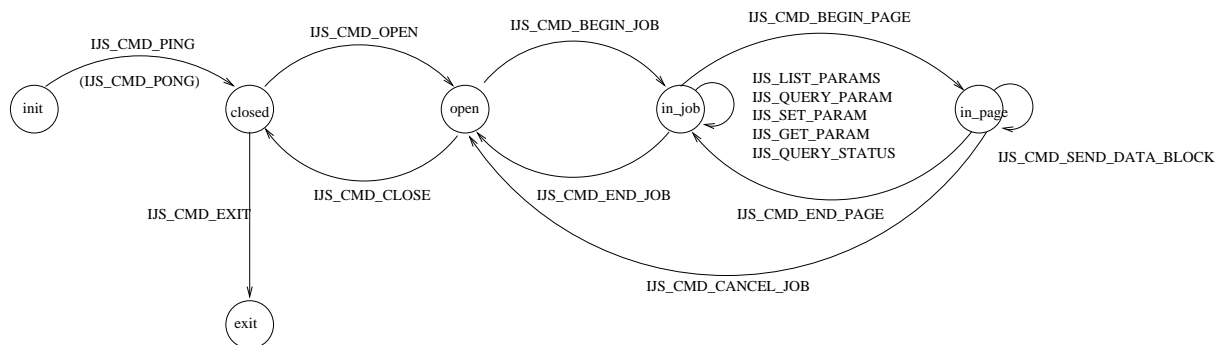 IJS_CMD_PING
(IJS_CMD_PONG)
IJS_CMD_OPEN
IJS_CMD_BEGIN_JOB
IJS_CMD_BEGIN_PAGE
init
closed
open
in_job
IJS_LIST_PARAMS
IJS_QUERY_PARAM
IJS_SET_PARAM
IJS_GET_PARAM
IJS_QUERY_STATUS
in_page
IJS_CMD_SEND_DATA_BLOCK
IJS_CMD_CLOSE
IJS_CMD_END_JOB
IJS_CMD_END_PAGE
IJS_CMD_EXIT
IJS_CMD_CANCEL_JOB
exit